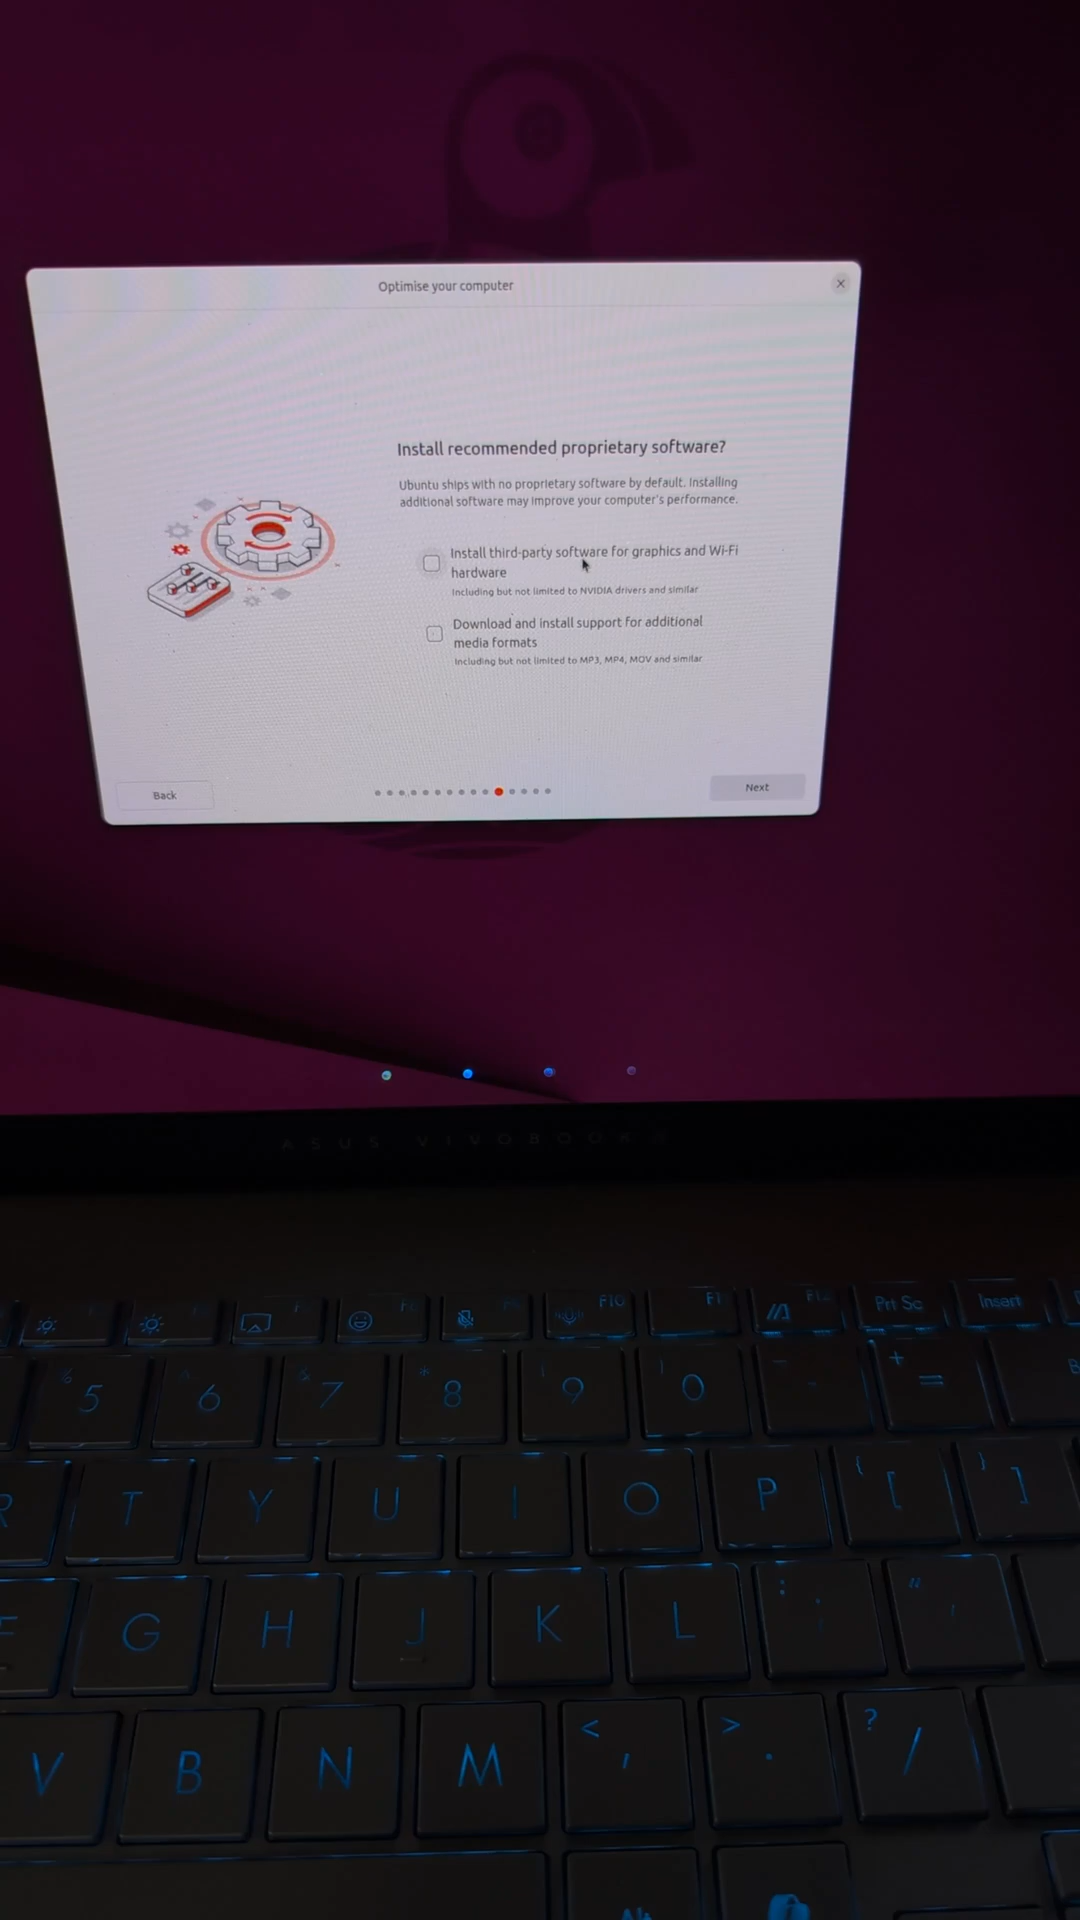 Optimise your computer
Install recommended proprietary software?
Ubuntu ships with no proprietary software by default. Installing
additional software may improve your computer's performance.
Install third-party software for graphics and Wi-Fi
hardware
Including but not limited to NVIDIA drivers and similar
Download and install support for additional
media formats
Including but not limited to MP3, MP4, MOV and similar
Back
Next
ASUS VIVOBOOK
F10 Prt Sc Insert
5 6 7 8 9 0 + =
T Y U I O P { [ } ]
G H J K L :
V B N M < , > . ? /